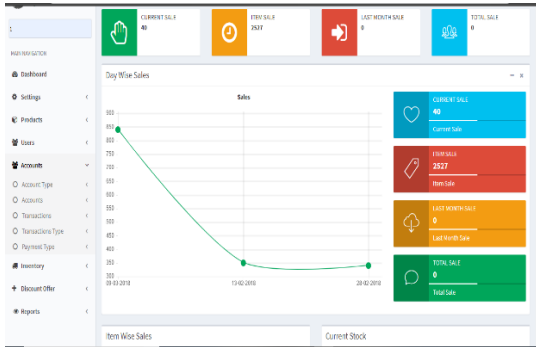 CURRENT SALE
40
ITEM SALE
2527
LAST MONTH SALE
0
TOTAL SALE
0
MAIN NAVIGATION
Dashboard
Settings
Products
Users
Accounts
Account Type
Accounts
Transactions
Transactions Type
Payment Type
Inventory
Discount Offer
Reports
Day Wise Sales
Sales
900
850
800
750
700
650
600
550
500
450
400
350
300
19-02-2018
20-02-2018
CURRENT SALE
40
Current Sale
ITEM SALE
2527
Item Sale
LAST MONTH SALE
0
Last Month Sale
TOTAL SALE
0
Total Sale
Item Wise Sales
Current Stock